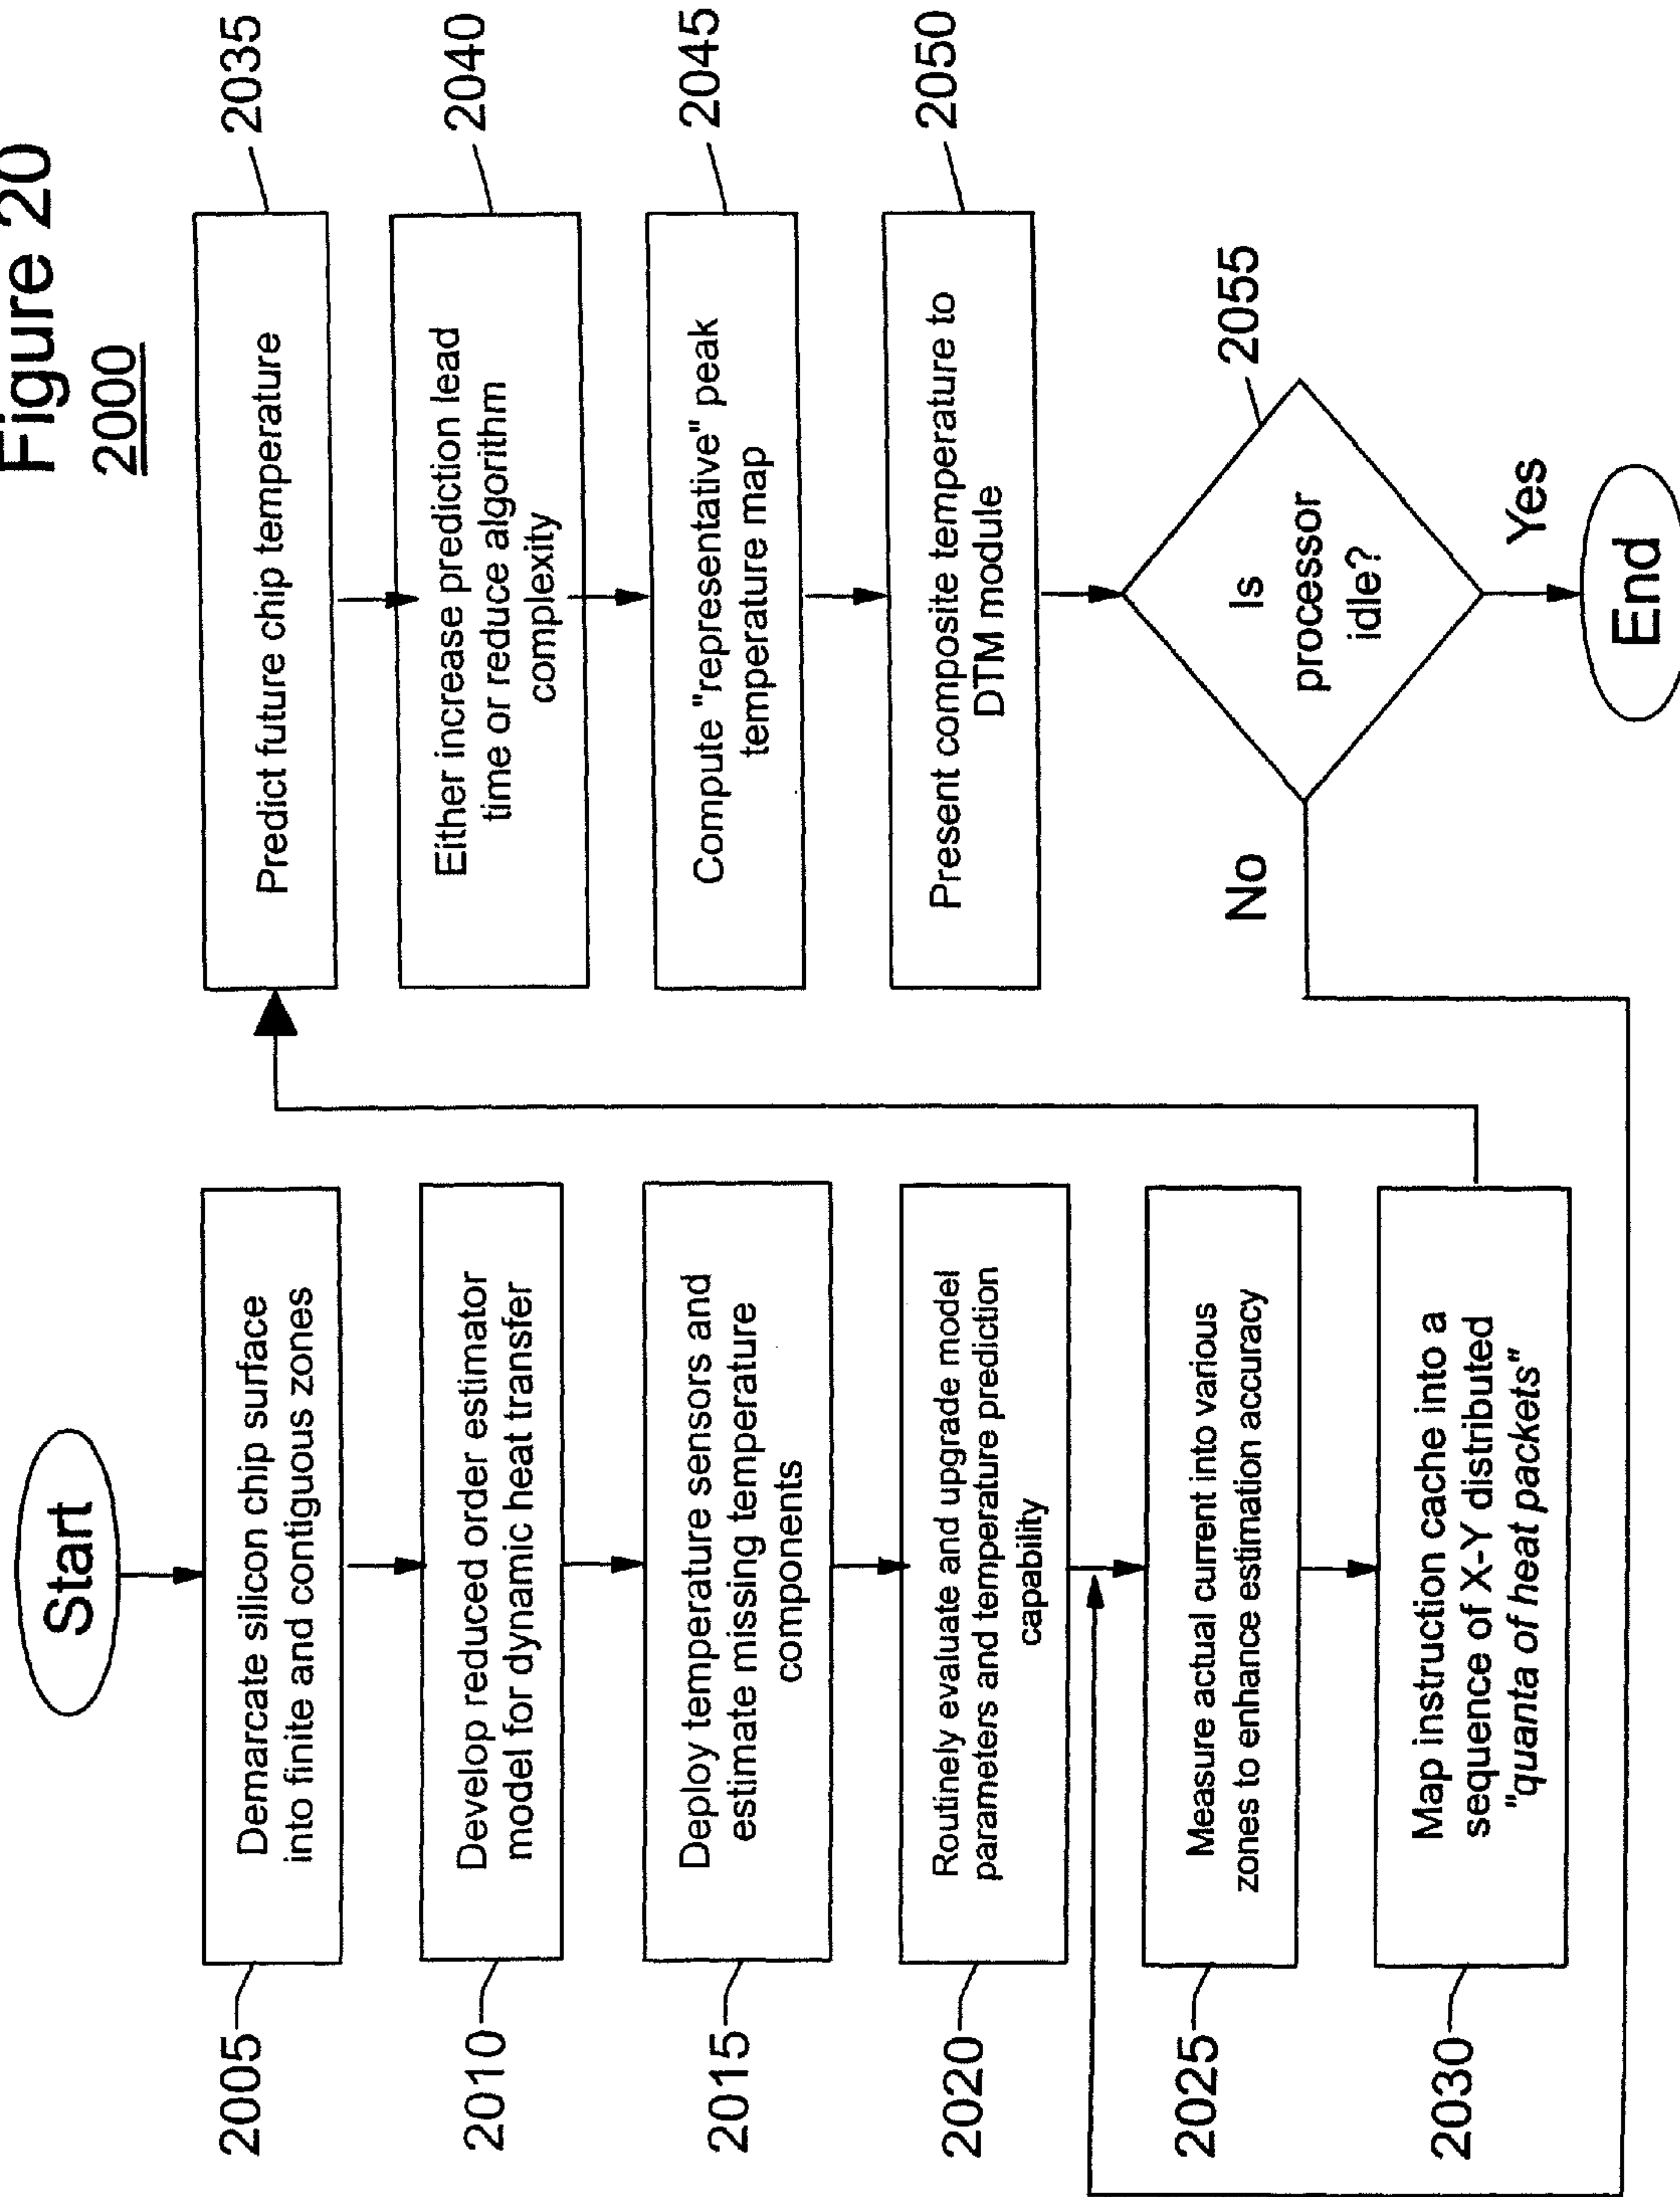 Figure 20
2000
Start
2005
Demarcate silicon chip surface
into finite and contiguous zones
2010
Develop reduced order estimator
model for dynamic heat transfer
2015
Deploy temperature sensors and
estimate missing temperature
components
2020
Routinely evaluate and upgrade model
parameters and temperature prediction
capability
2025
Measure actual current into various
zones to enhance estimation accuracy
2030
Map instruction cache into a
sequence of X-Y distributed
"quanta of heat packets"
2035
Predict future chip temperature
2040
Either increase prediction lead
time or reduce algorithm
complexity
2045
Compute "representative" peak
temperature map
2050
Present composite temperature to
DTM module
2055
Is
processor
idle?
No
Yes
End